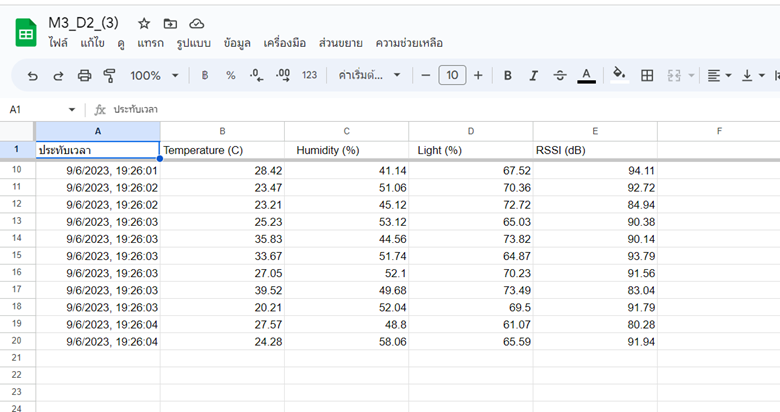 M3_D2_(3)
ไฟล์ แก้ไข ดู แทรก รูปแบบ ข้อมูล เครื่องมือ ส่วนขยาย ความช่วยเหลือ
100% ฿ % .0 .00 123 ค่าเริ่มต้... − 10 + B I S A
A1 fx ประทับเวลา
A B C D E F
1 ประทับเวลา Temperature (C) Humidity (%) Light (%) RSSI (dB)
10 9/6/2023, 19:26:01 28.42 41.14 67.52 94.11
11 9/6/2023, 19:26:02 23.47 51.06 70.36 92.72
12 9/6/2023, 19:26:02 23.21 45.12 72.72 84.94
13 9/6/2023, 19:26:03 25.23 53.12 65.03 90.38
14 9/6/2023, 19:26:03 35.83 44.56 73.82 90.14
15 9/6/2023, 19:26:03 33.67 51.74 64.87 93.79
16 9/6/2023, 19:26:03 27.05 52.1 70.23 91.56
17 9/6/2023, 19:26:03 39.52 49.68 73.49 83.04
18 9/6/2023, 19:26:03 20.21 52.04 69.5 91.79
19 9/6/2023, 19:26:04 27.57 48.8 61.07 80.28
20 9/6/2023, 19:26:04 24.28 58.06 65.59 91.94
21
22
23
24